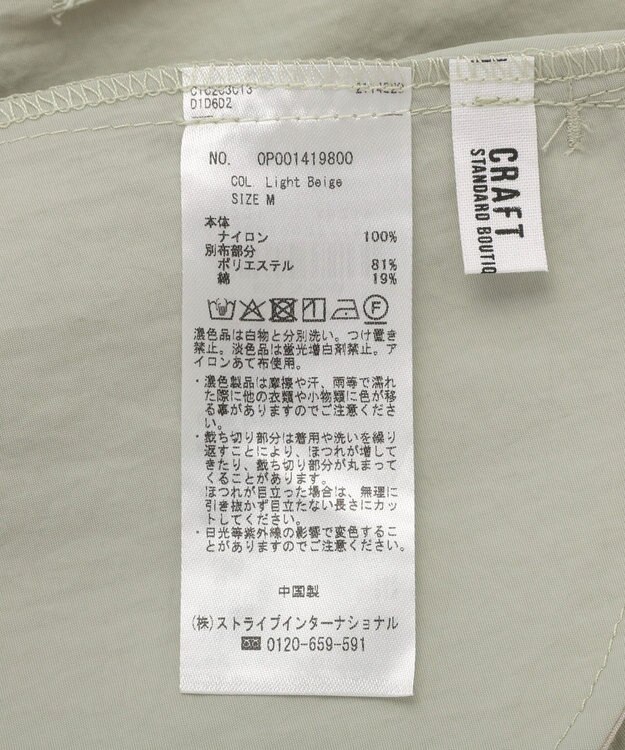 D1D6D2
NO. OP001419800
COL. Light Beige
SIZE M
本体
ナイロン 100%
別布部分
ポリエステル 81%
綿 19%
濃色品は白物と分別洗い。つけ置き
禁止。淡色品は蛍光増白剤禁止。ア
イロンあて布使用。
・濃色製品は摩擦や汗、雨等で濡れ
た際に他の衣類や小物類に色が移
る事がありますのでご注意くださ
い。
・裁ち切り部分は着用や洗いを繰り
返すことにより、ほつれが増して
きたり、裁ち切り部分が丸まって
くることがあります。
ほつれが目立った場合は、無理に
引き抜かず目立たない長さにカッ
トしてください。
・日光等紫外線の影響で変色するこ
とがありますのでご注意ください。
中国製
(株)ストライプインターナショナル
0120-659-591
CRAFT
STANDARD BOUTIQ